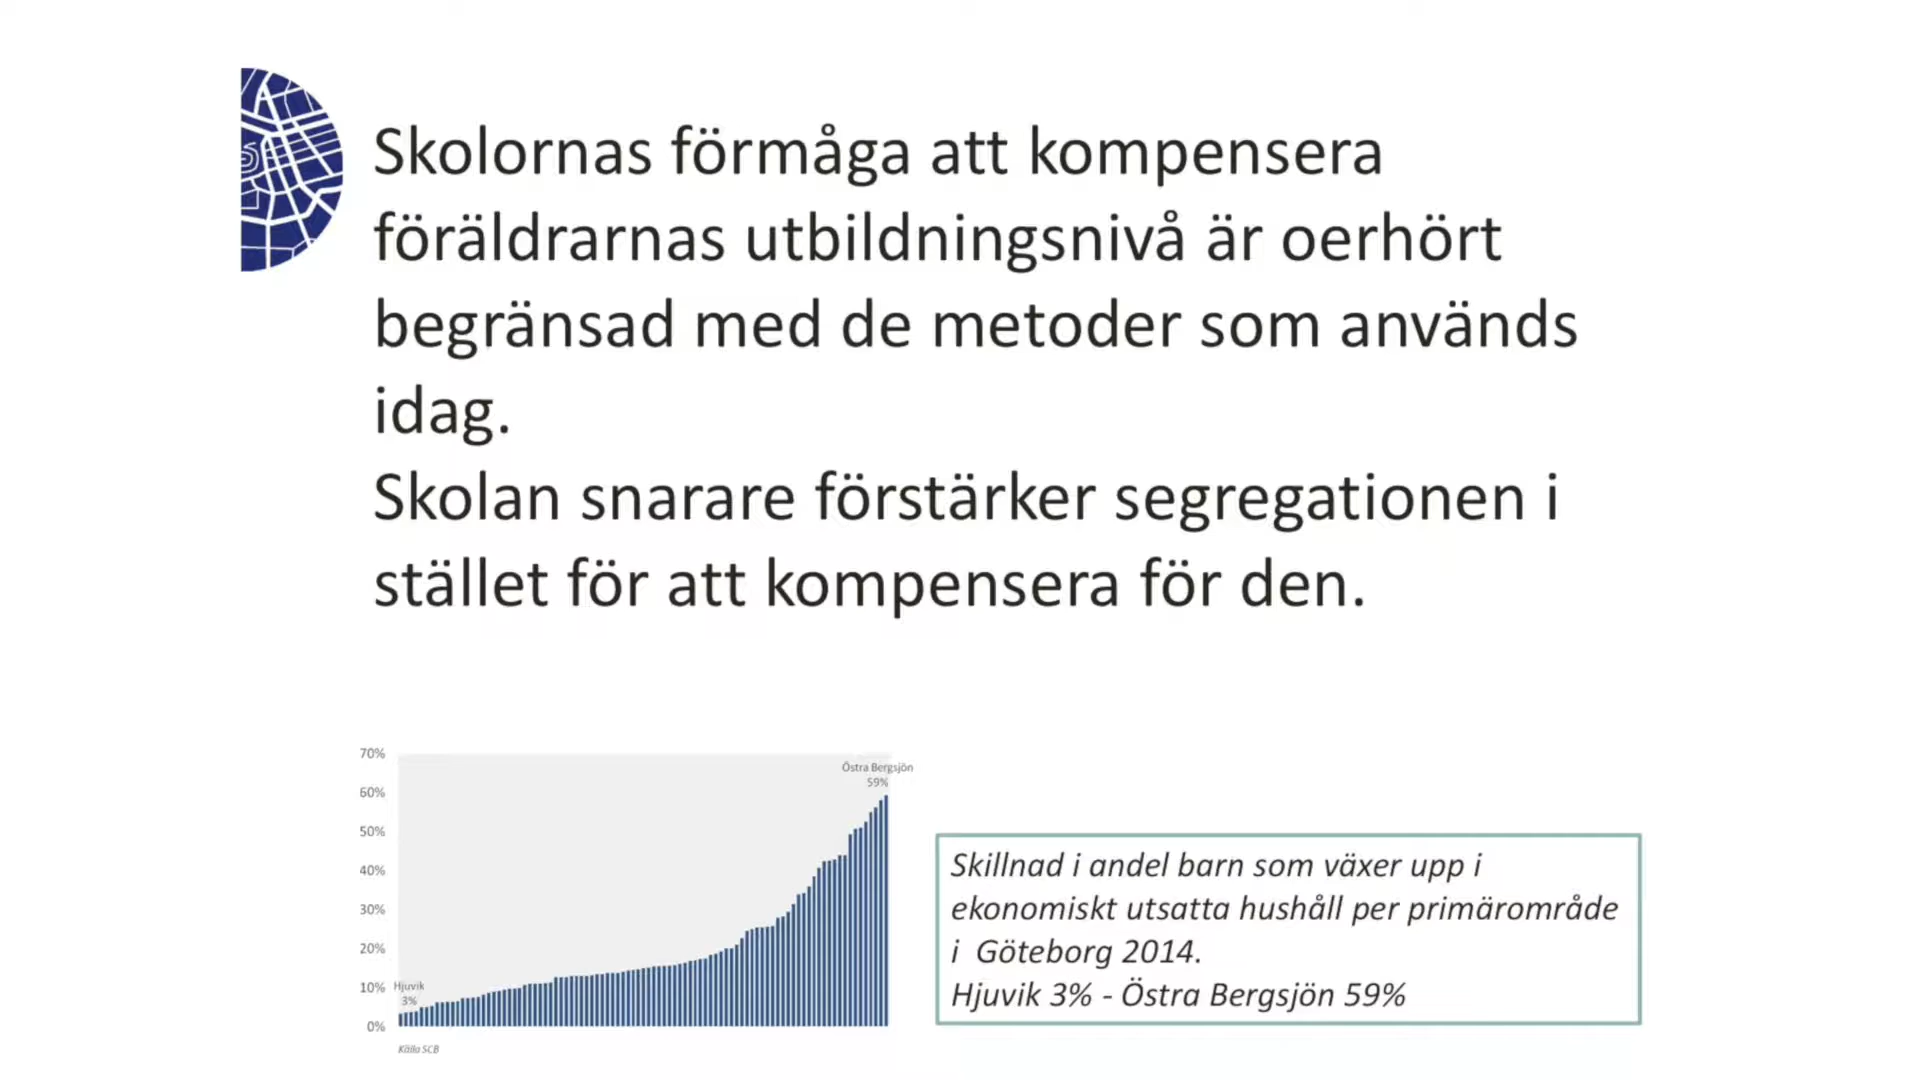 Skolornas förmåga att kompensera
föräldrarnas utbildningsnivå är oerhört
begränsad med de metoder som används
idag.
Skolan snarare förstärker segregationen i
stället för att kompensera för den.
70%
60%
50%
40%
30%
20%
10%
0%
Hjuvik
3%
Östra Bergsjön
59%
Källa SCB
Skillnad i andel barn som växer upp i
ekonomiskt utsatta hushåll per primärområde
i Göteborg 2014.
Hjuvik 3% - Östra Bergsjön 59%